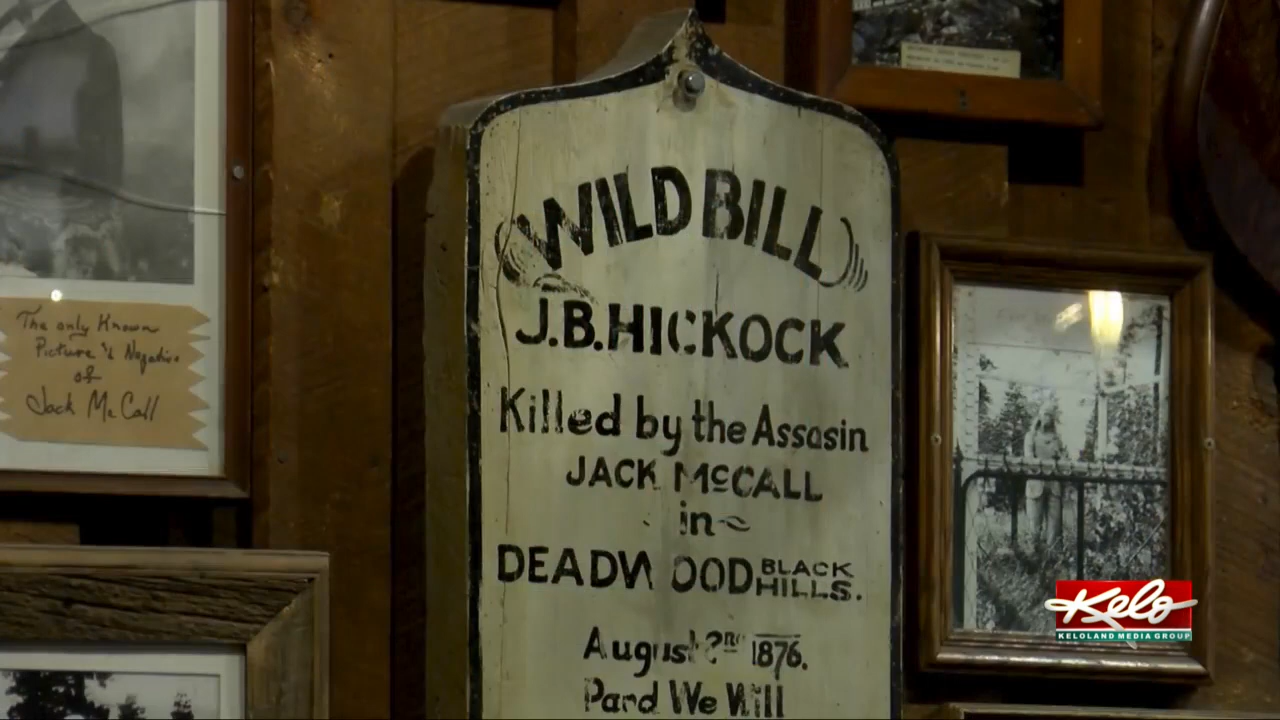 (WILD BILL)
J.B. HICKOCK
Killed by the Assasin
JACK McCALL
in
DEADWOOD BLACK HILLS.
August 2nd 1876.
Pard We Will
The only Known
Picture & Negative
of
Jack McCall
Kelo
KELOLAND MEDIA GROUP